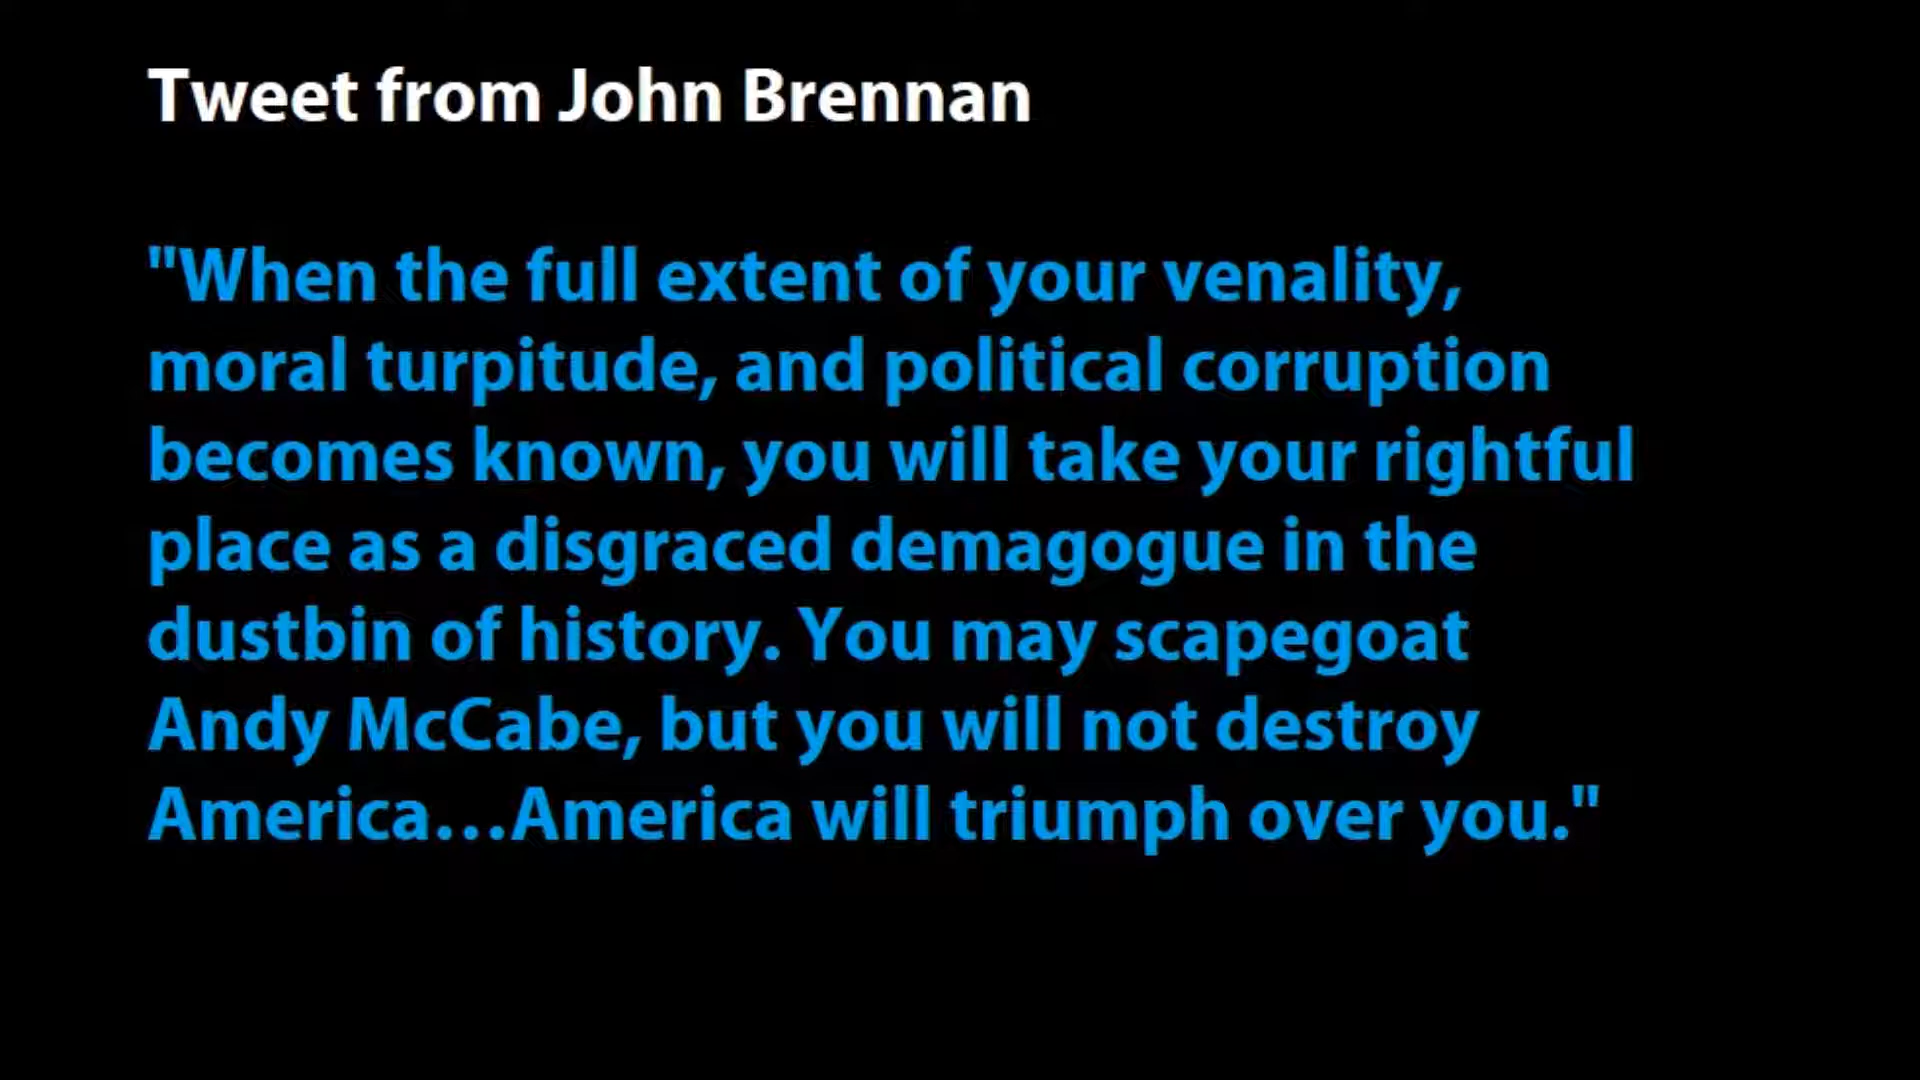 Tweet from John Brennan
"When the full extent of your venality,
moral turpitude, and political corruption
becomes known, you will take your rightful
place as a disgraced demagogue in the
dustbin of history. You may scapegoat
Andy McCabe, but you will not destroy
America…America will triumph over you."